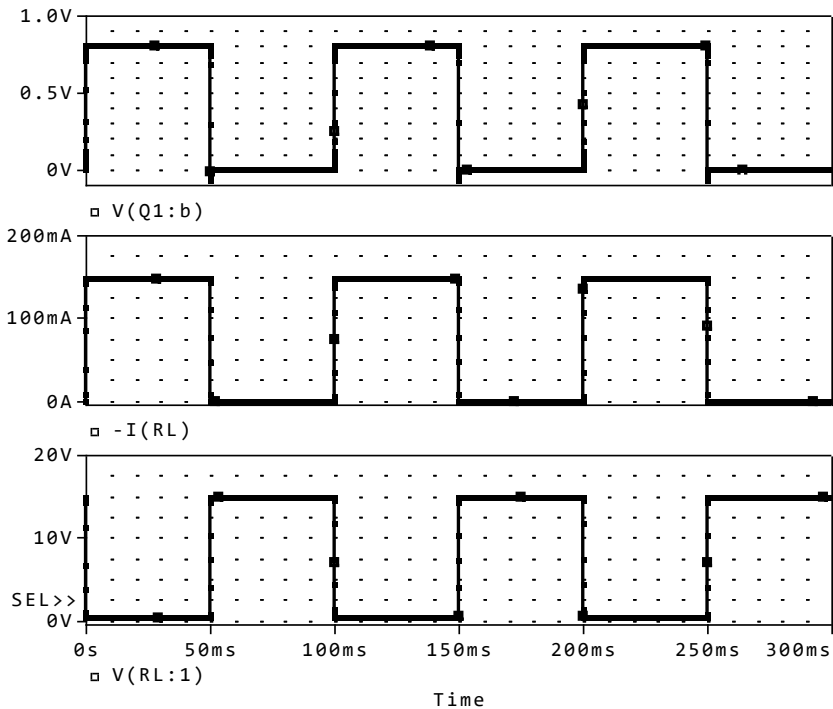 1.0V
0.5V
0V
V(Q1:b)
200mA
100mA
0A
-I(RL)
20V
10V
SEL>>
0V
0s 50ms 100ms 150ms 200ms 250ms 300ms
V(RL:1)
Time